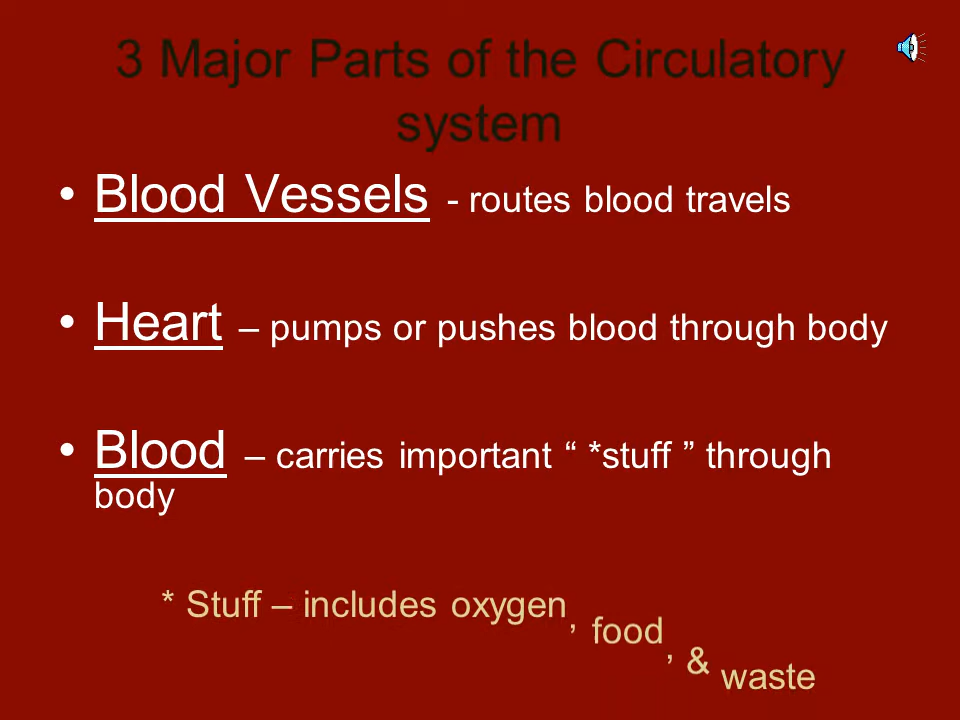 3 Major Parts of the Circulatory
system
• Blood Vessels - routes blood travels
• Heart – pumps or pushes blood through body
• Blood – carries important “ *stuff ” through
body
* Stuff – includes oxygen, food, & waste